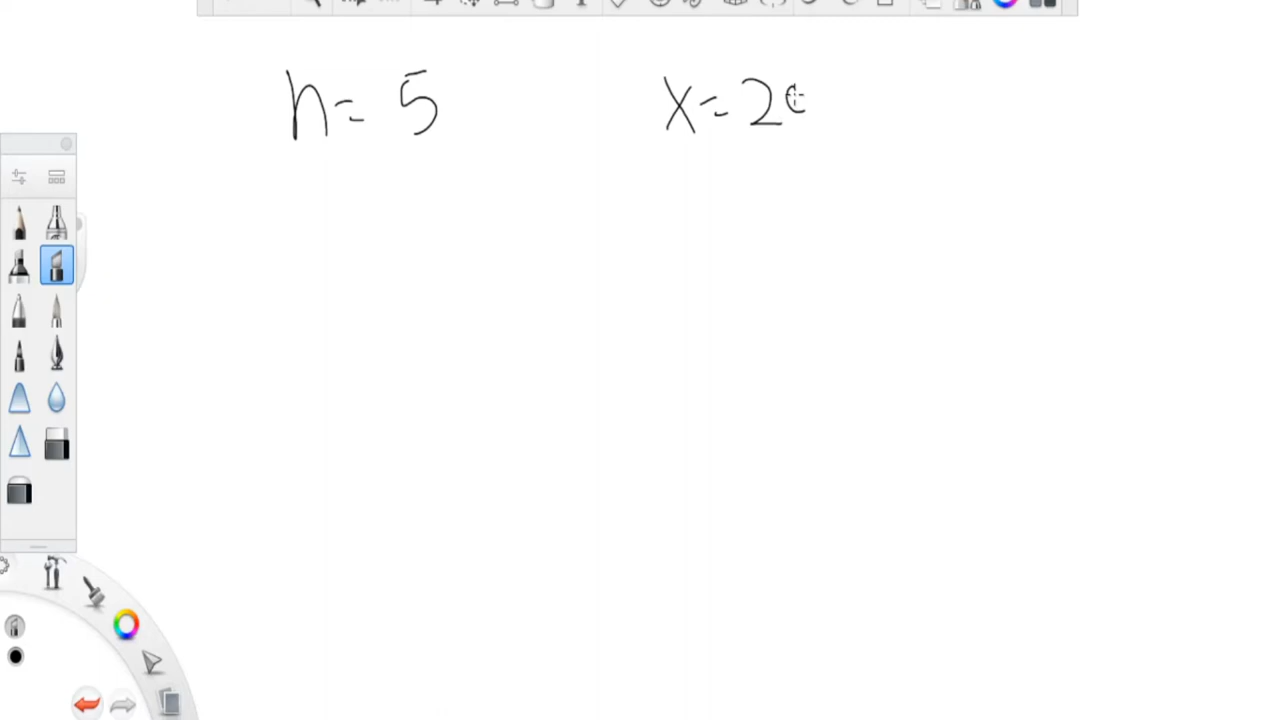 n = 5 x = 2